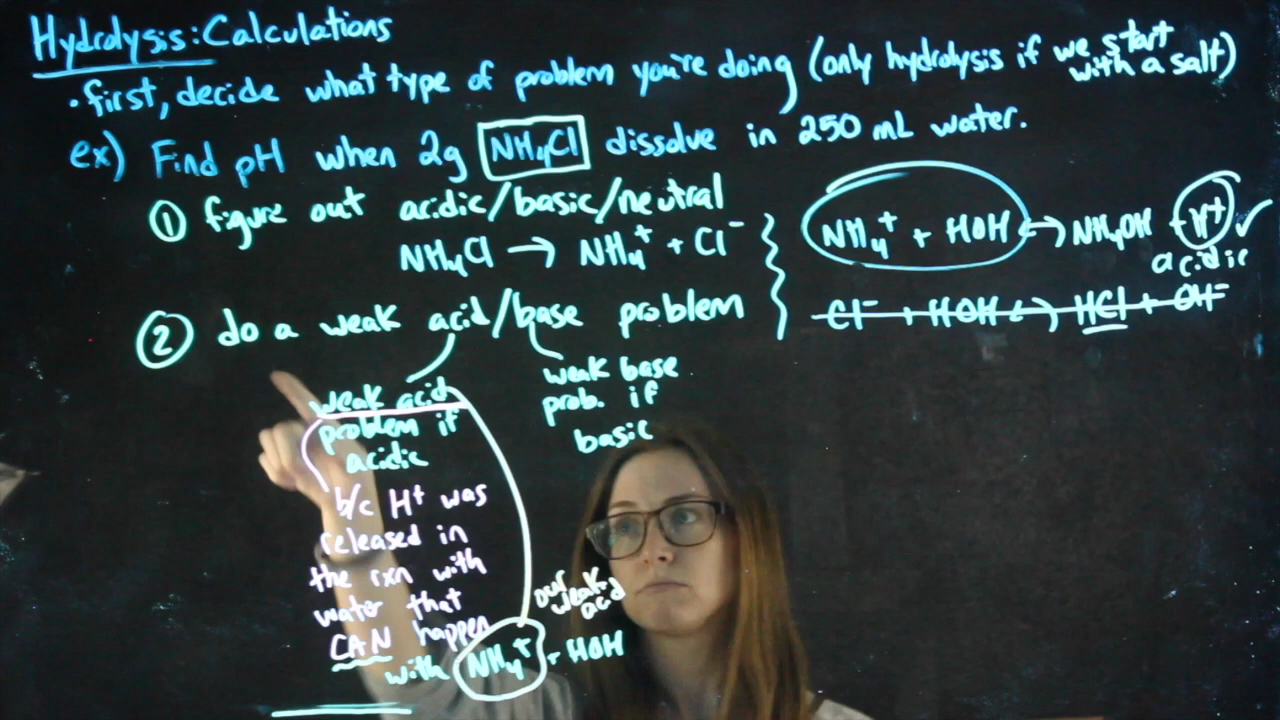 Hydrolysis: Calculations
• first, decide what type of problem you're doing (only hydrolysis if we start with a salt)
ex) Find pH when 2g NH4Cl dissolve in 250 mL water.
① figure out acidic/basic/neutral
NH4Cl → NH4+ + Cl-
NH4+ + HOH ↔ NH4OH + H+ ✓
acidic
Cl- + HOH ↔ HCl + OH-
② do a weak acid/base problem
weak acid
problem if
acidic
b/c H+ was
released in
the rxn with
water that
CAN happen
with NH4+ + HOH
our
weak
acid
weak base
prob. if
basic